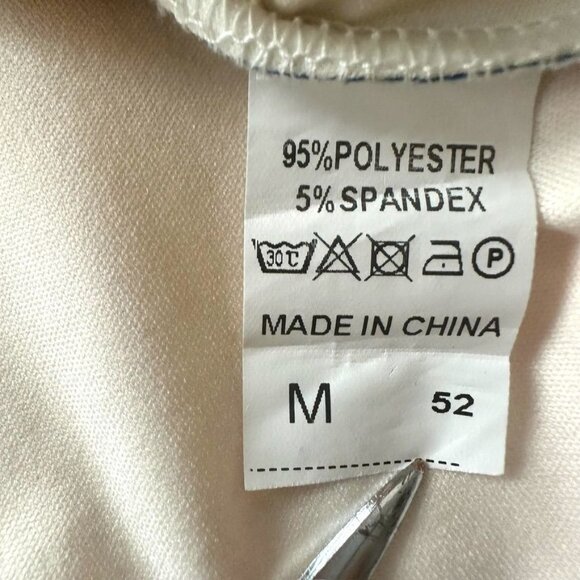 95%POLYESTER
5%SPANDEX
30℃ P
MADE IN CHINA
M 52